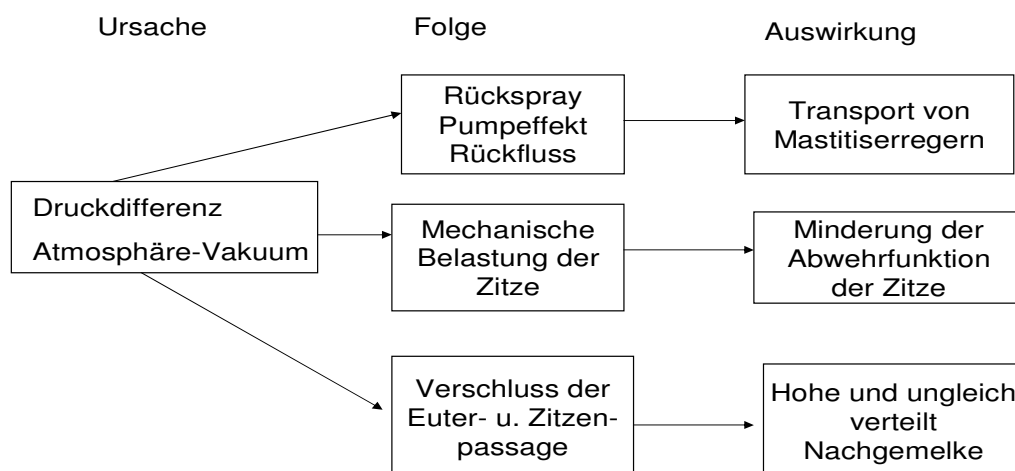 Ursache
Folge
Auswirkung
Rückspray
Pumpeffekt
Rückfluss
Transport von
Mastitiserregern
Druckdifferenz
Atmosphäre-Vakuum
Mechanische
Belastung der
Zitze
Minderung der
Abwehrfunktion
der Zitze
Verschluss der
Euter- u. Zitzen-
passage
Hohe und ungleich
verteilt
Nachgemelke